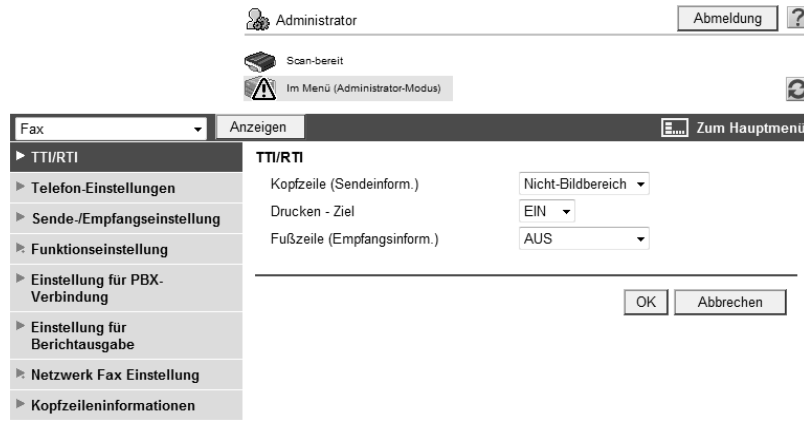 Administrator
Abmeldung
?
Scan-bereit
Im Menü (Administrator-Modus)
Fax
Anzeigen
Zum Hauptmenü
TTI/RTI
Telefon-Einstellungen
Sende-/Empfangseinstellung
Funktionseinstellung
Einstellung für PBX-
Verbindung
Einstellung für
Berichtausgabe
Netzwerk Fax Einstellung
Kopfzeileninformationen
TTI/RTI
Kopfzeile (Sendeinform.)
Nicht-Bildbereich
Drucken - Ziel
EIN
Fußzeile (Empfangsinform.)
AUS
OK
Abbrechen